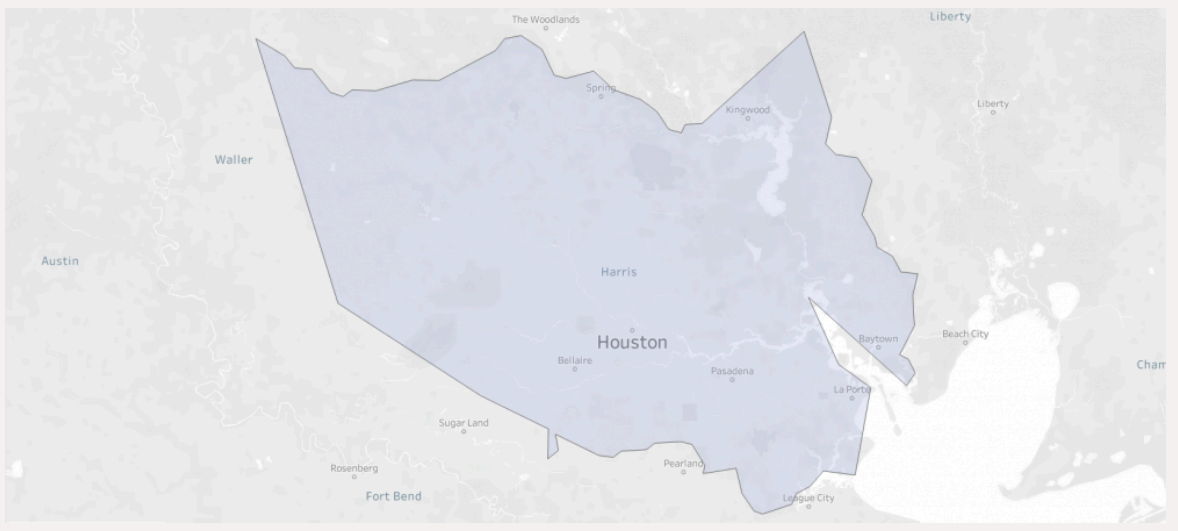 The Woodlands
Liberty
Spring
Kingwood
Liberty
Waller
Austin
Harris
Houston
Baytown
Beach City
Bellaire
Pasadena
Cham
La Porte
Sugar Land
Pearland
Rosenberg
Fort Bend
League City